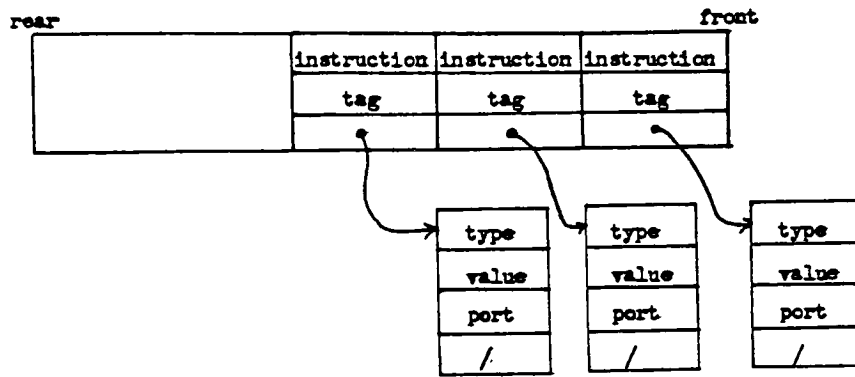 rear front
instruction instruction instruction
tag tag tag
type type type
value value value
port port port
/ / /